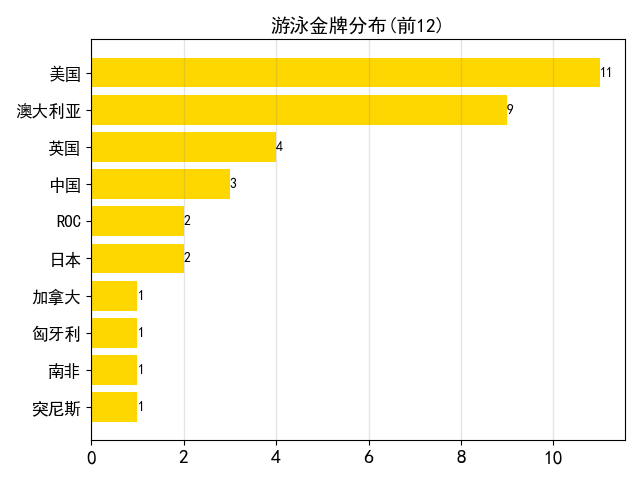 游泳金牌分布(前12)
美国 11
澳大利亚 9
英国 4
中国 3
ROC 2
日本 2
加拿大 1
匈牙利 1
南非 1
突尼斯 1
0 2 4 6 8 10